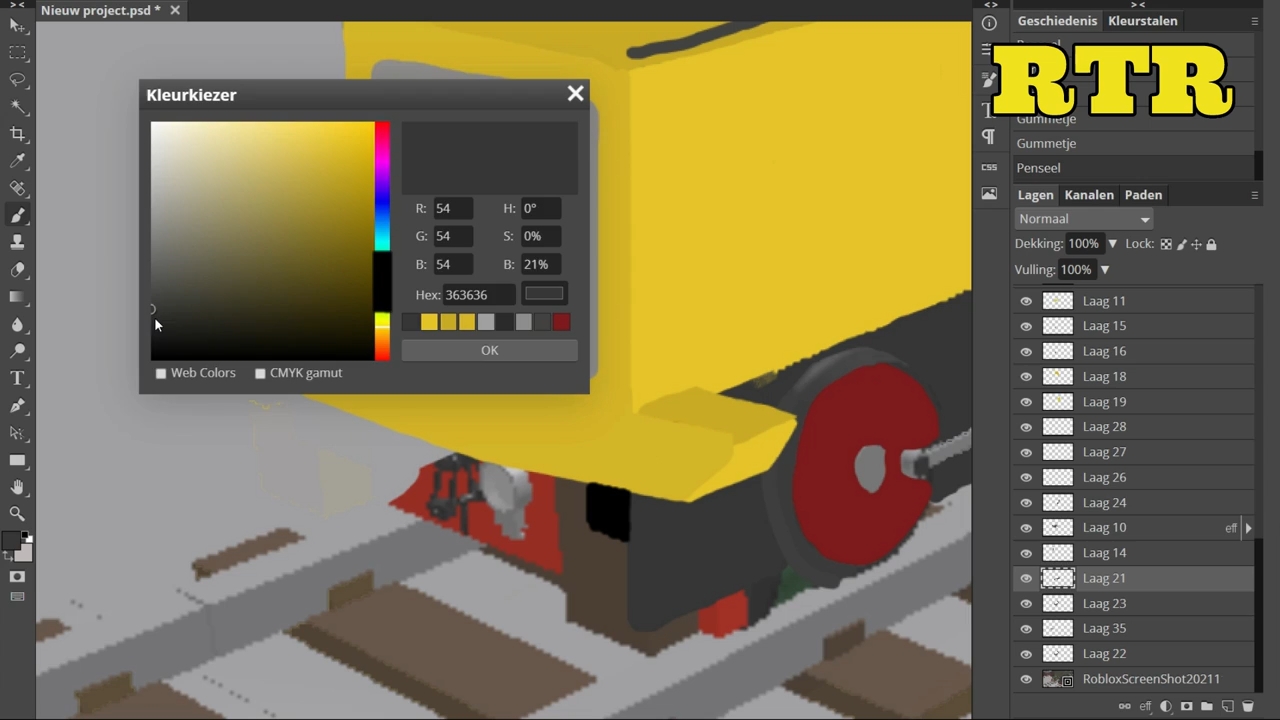 Nieuw project.psd *
Geschiedenis Kleurstalen
RTR
Gummetje
Gummetje
Penseel
Lagen Kanalen Paden
Normaal
Dekking: 100% Lock:
Vulling: 100%
Laag 11
Laag 15
Laag 16
Laag 18
Laag 19
Laag 28
Laag 27
Laag 26
Laag 24
Laag 10 eff
Laag 14
Laag 21
Laag 23
Laag 35
Laag 22
RobloxScreenShot20211
eff
CSS
Kleurkiezer
R: 54 H: 0°
G: 54 S: 0%
B: 54 B: 21%
Hex: 363636
OK
Web Colors CMYK gamut